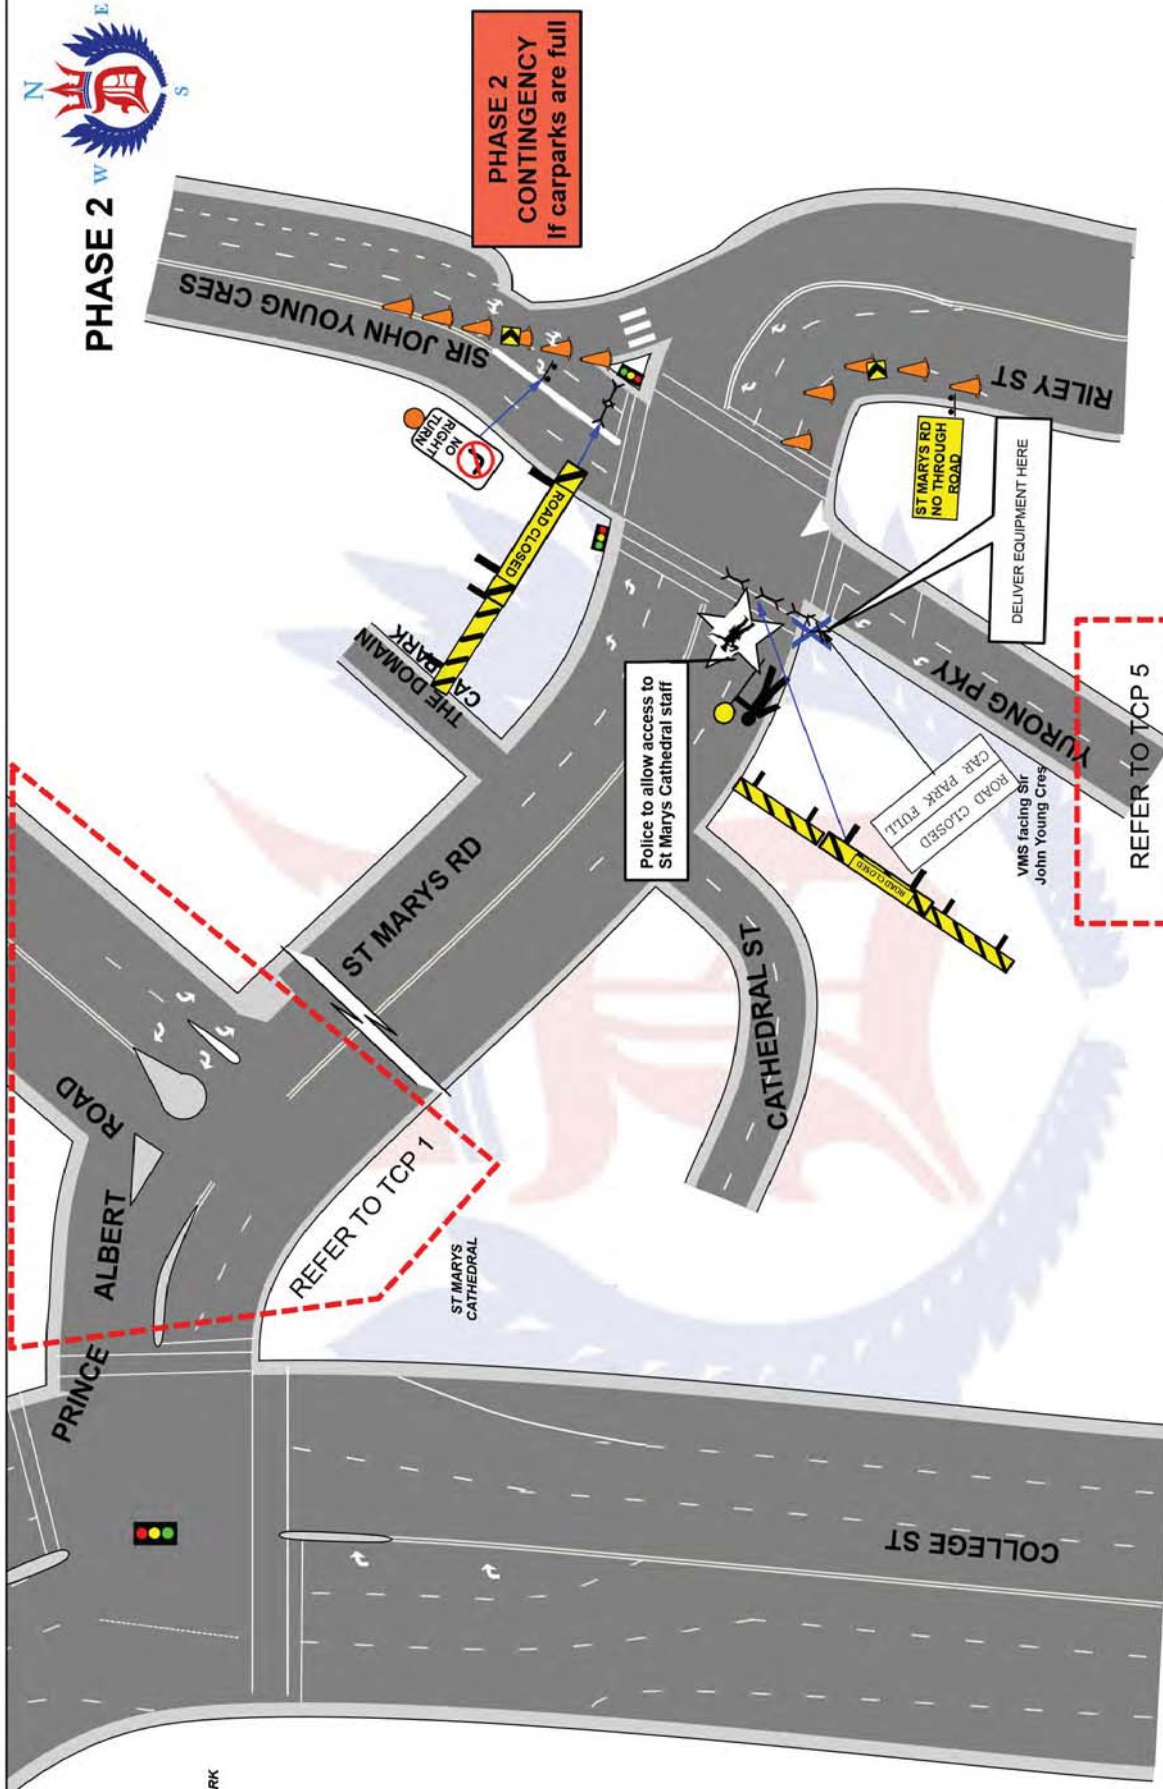 PHASE 2
N
E
S
W
PHASE 2
CONTINGENCY
If carparks are full
SIR JOHN YOUNG CRES
NO
RIGHT
TURN
ROAD CLOSED
THE DOMAIN
CAR PARK
RILEY ST
ST MARYS RD
NO THROUGH
ROAD
DELIVER EQUIPMENT HERE
Police to allow access to
St Marys Cathedral staff
YURONG PKY
ROAD CLOSED
CAR PARK FULL
VMS facing Sir
John Young Cres
ROAD CLOSED
REFER TO TCP 5
ST MARYS RD
CATHEDRAL ST
PRINCE ALBERT ROAD
REFER TO TCP 1
ST MARYS
CATHEDRAL
COLLEGE ST
RK